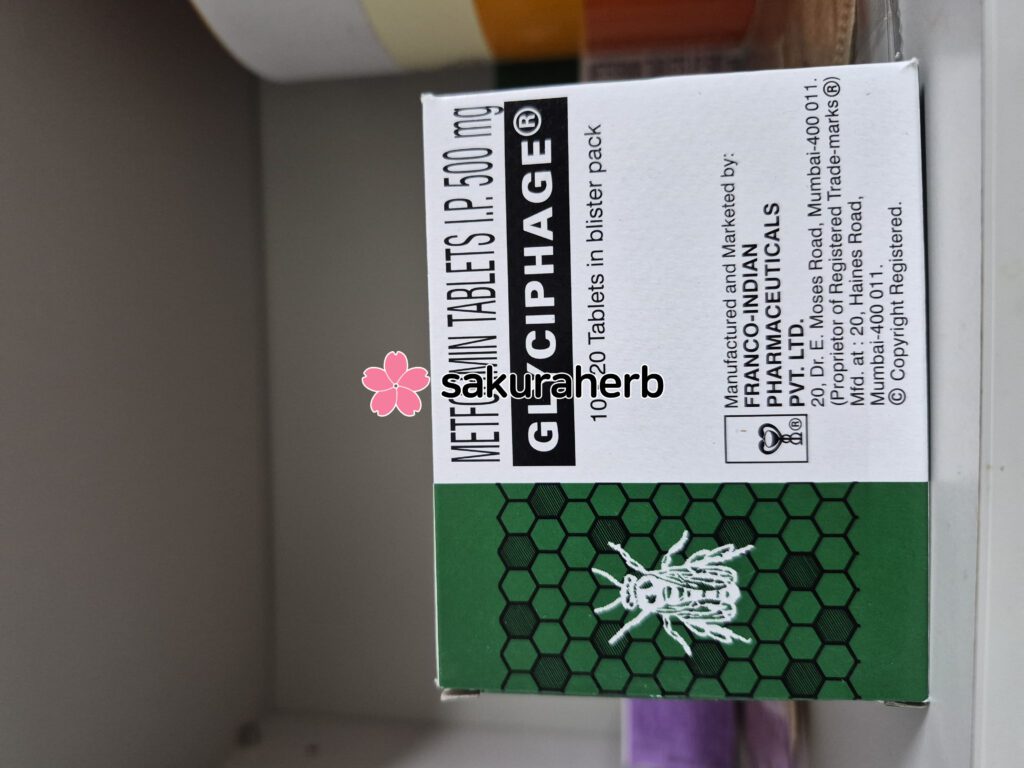 METFORMIN TABLETS I.P. 500 mg
GLYCIPHAGE®
20 Tablets in blister pack
Manufactured and Marketed by:
FRANCO-INDIAN
PHARMACEUTICALS
PVT. LTD.
20, Dr. E. Moses Road, Mumbai-400 011.
(Proprietor of Registered Trade-marks®)
Mfd. at : 20, Haines Road,
Mumbai-400 011.
© Copyright Registered.
®
sakuraherb